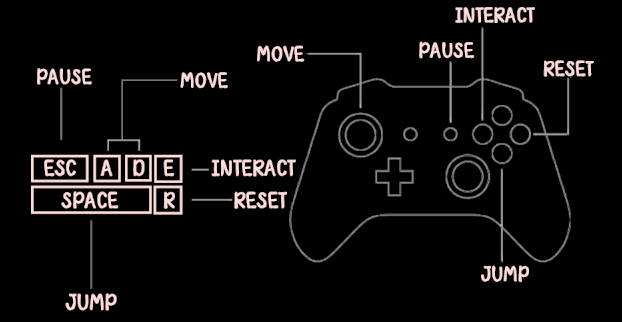 INTERACT
MOVE
PAUSE
RESET
PAUSE
MOVE
ESC A D E
INTERACT
SPACE R
RESET
JUMP
JUMP